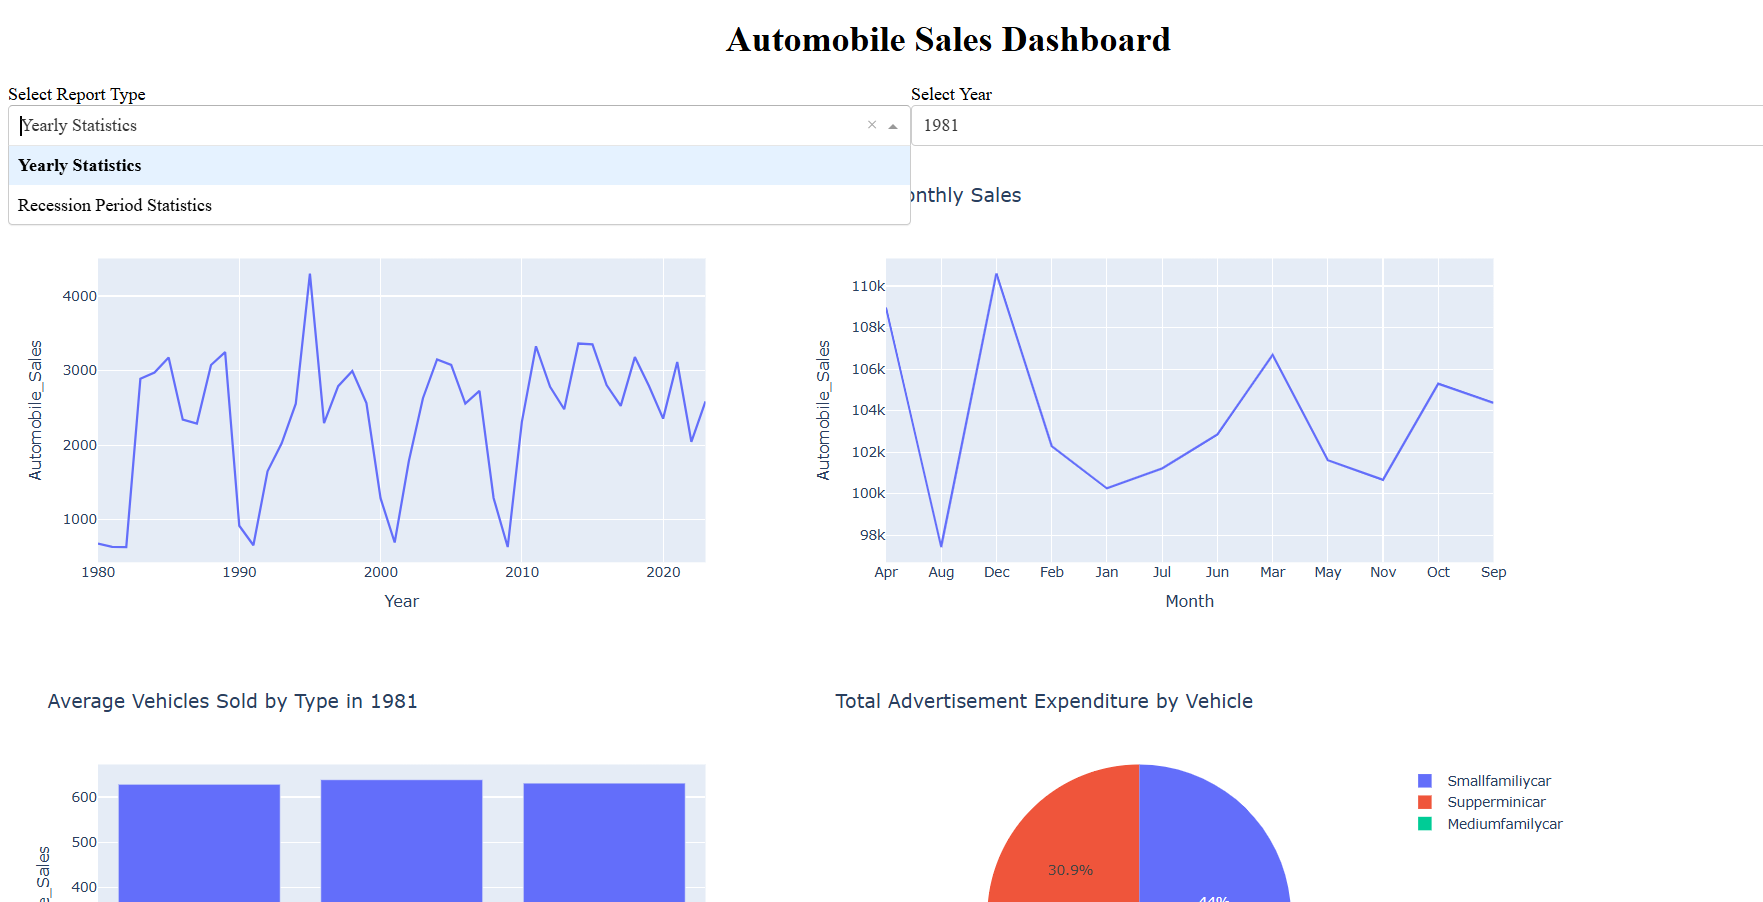 Automobile Sales Dashboard
Select Report Type
Select Year
Yearly Statistics
×
1981
Yearly Statistics
Recession Period Statistics
onthly Sales
4000
3000
2000
1000
Automobile_Sales
1980
1990
2000
2010
2020
Year
110k
108k
106k
104k
102k
100k
98k
Automobile_Sales
Apr
Aug
Dec
Feb
Jan
Jul
Jun
Mar
May
Nov
Oct
Sep
Month
Average Vehicles Sold by Type in 1981
Total Advertisement Expenditure by Vehicle
600
500
400
e_Sales
30.9%
44%
Smallfamiliycar
Supperminicar
Mediumfamilycar